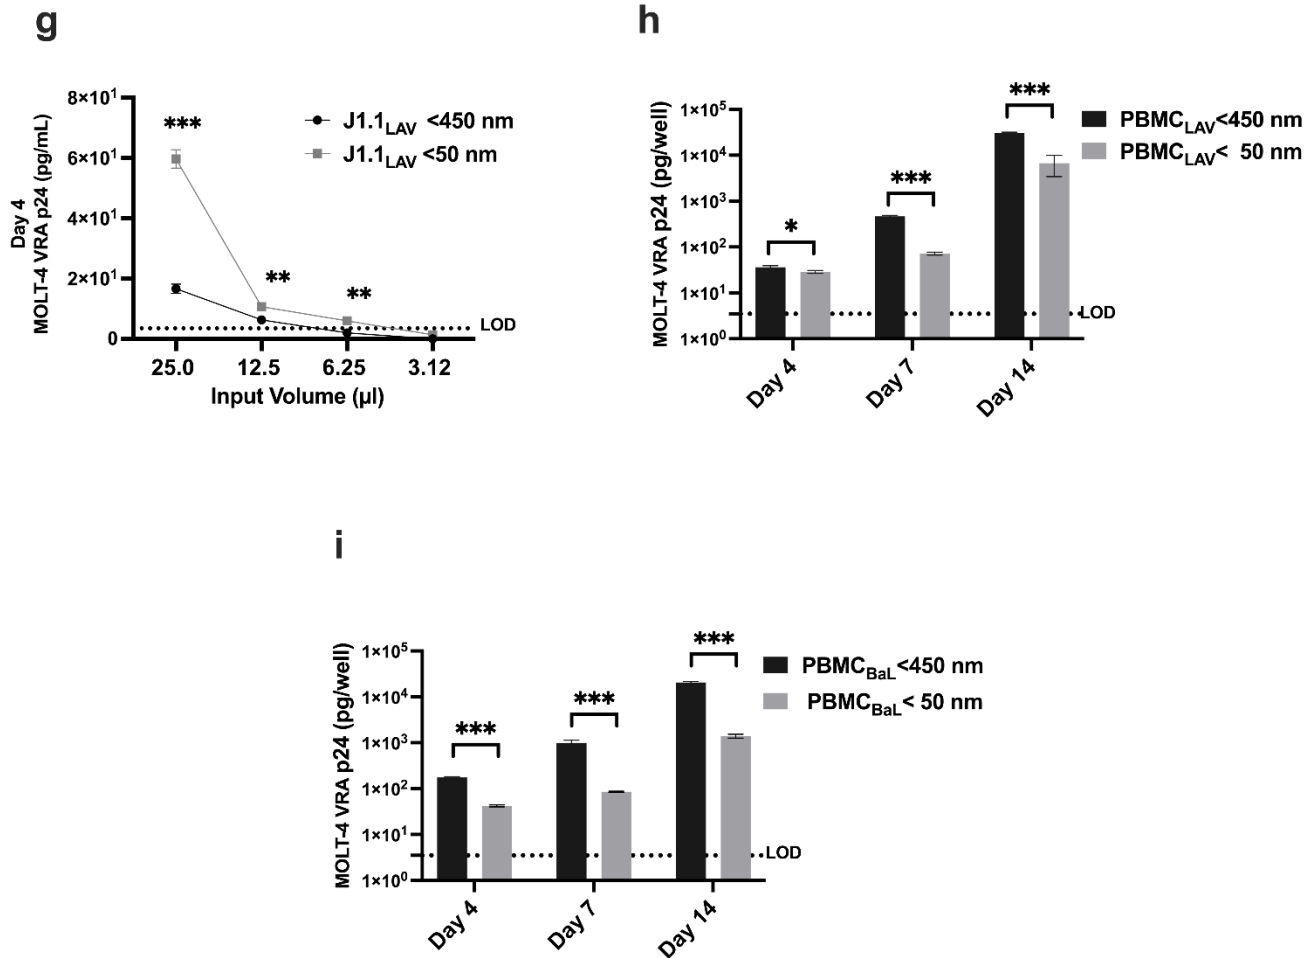 g
8×10¹
6×10¹
4×10¹
2×10¹
0
Day 4
MOLT-4 VRA p24 (pg/mL)
***
**
**
J1.1LAV <450 nm
J1.1LAV <50 nm
LOD
25.0 12.5 6.25 3.12
Input Volume (µl)
h
MOLT-4 VRA p24 (pg/well)
1×10⁵
1×10⁴
1×10³
1×10²
1×10¹
1×10⁰
*
***
***
PBMCLAV<450 nm
PBMCLAV< 50 nm
LOD
Day 4 Day 7 Day 14
i
MOLT-4 VRA p24 (pg/well)
1×10⁵
1×10⁴
1×10³
1×10²
1×10¹
1×10⁰
***
***
***
PBMCBaL<450 nm
PBMCBaL< 50 nm
LOD
Day 4 Day 7 Day 14